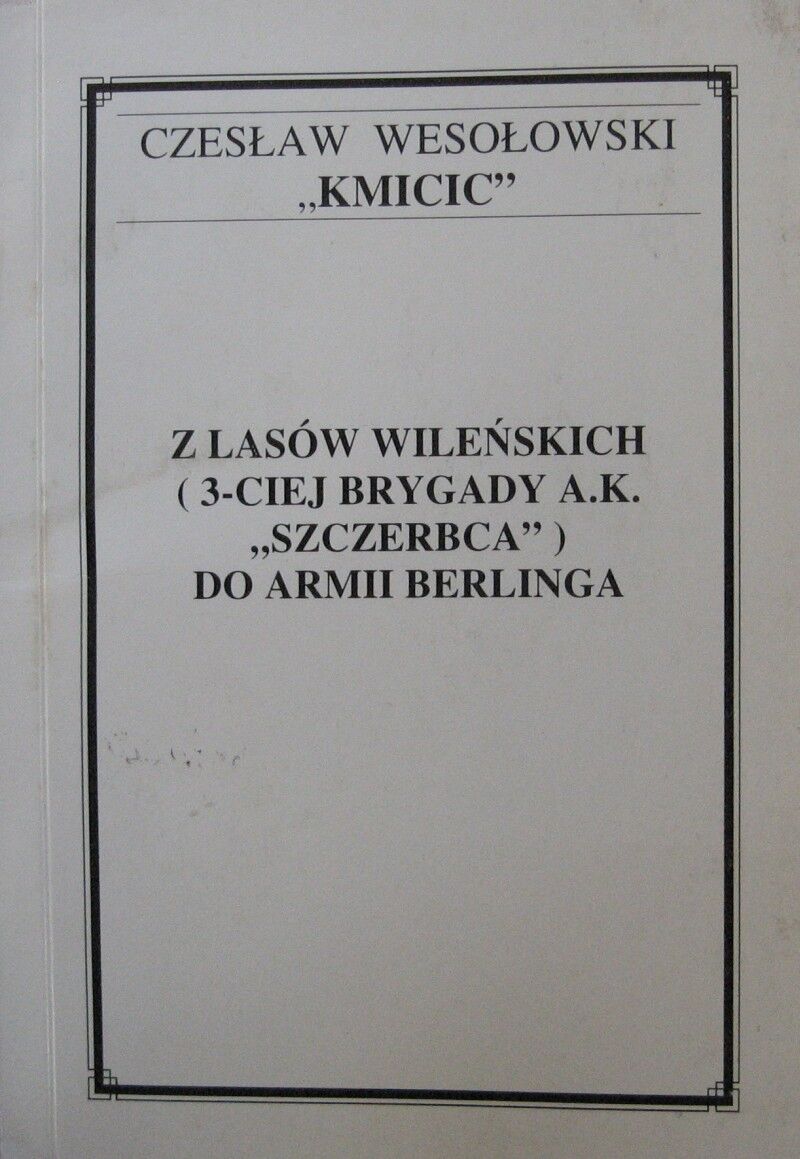 CZESŁAW WESOŁOWSKI
„KMICIC”
Z LASÓW WILEŃSKICH
( 3-CIEJ BRYGADY A.K.
„SZCZERBCA” )
DO ARMII BERLINGA